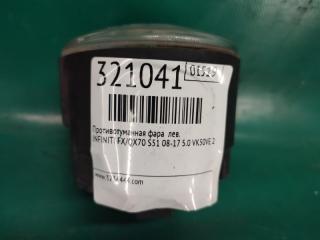 321041
Противотуманная фара лев.
INFINITI FX/QX70 S51 08-17 5.0 VK50VE 2